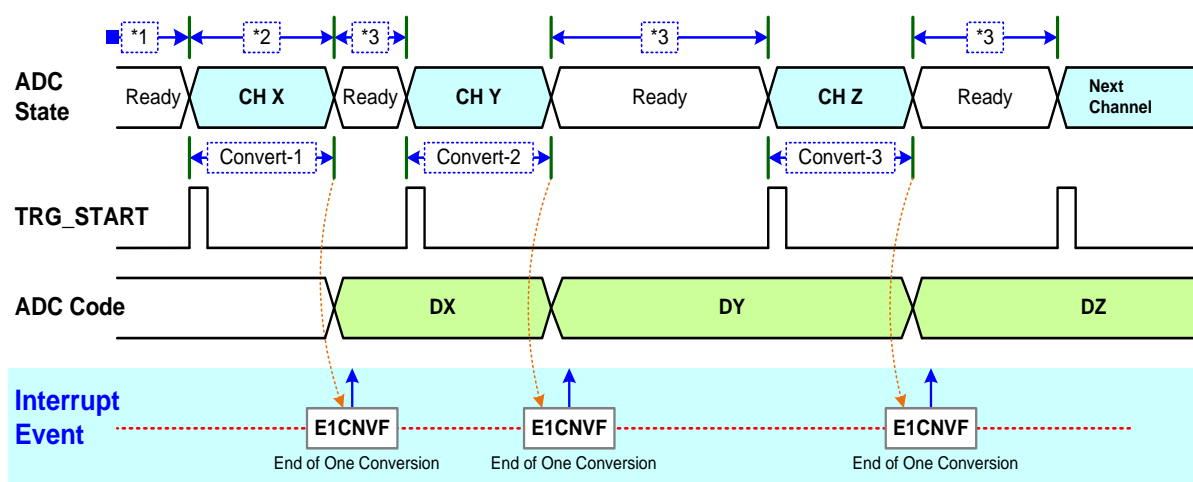 *1 *2 *3 *3 *3
ADC
State
Ready CH X Ready CH Y Ready CH Z Ready Next
Channel
Convert-1 Convert-2 Convert-3
TRG_START
ADC Code DX DY DZ
Interrupt
Event
E1CNVF E1CNVF E1CNVF
End of One Conversion End of One Conversion End of One Conversion